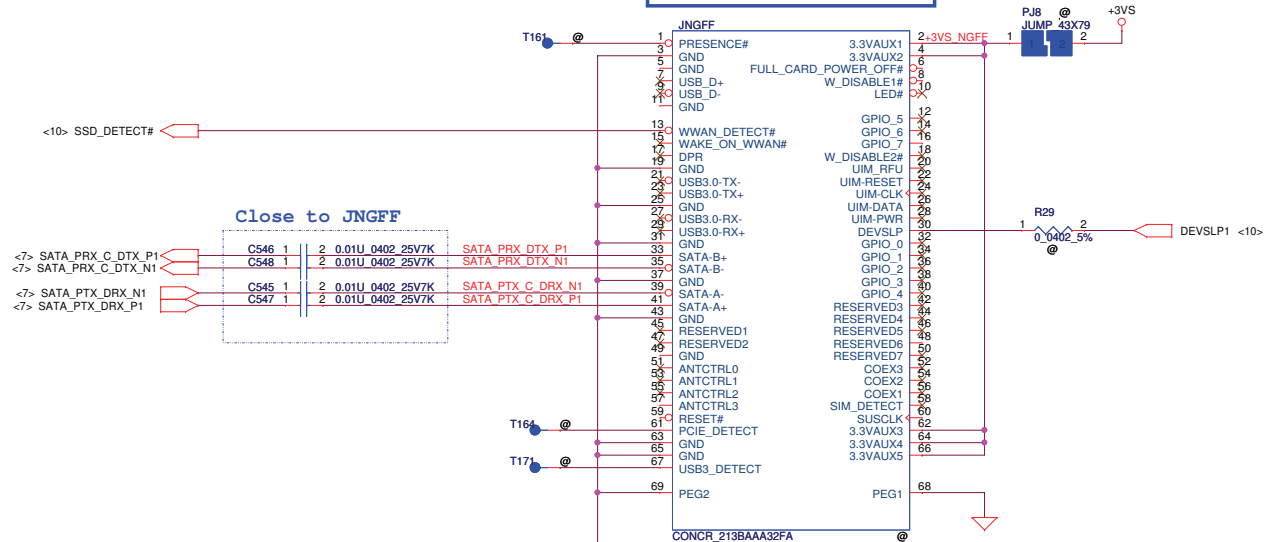 JNGFF
PJ8 @ +3VS
JUMP_43X79
T161 @ 1 PRESENCE# 3.3VAUX1 2 +3VS_NGFF 1 1 2 2
3 GND 3.3VAUX2 4
5 GND FULL_CARD_POWER_OFF# 6
7 USB_D+ W_DISABLE1# 8
9 USB_D- LED# 10
11 GND
GPIO_5 12
<10> SSD_DETECT# 13 WWAN_DETECT# GPIO_6 14
15 WAKE_ON_WWAN# GPIO_7 16
17 DPR W_DISABLE2# 18
19 GND UIM_RFU 20
21 USB3.0-TX- UIM-RESET 22
23 USB3.0-TX+ UIM-CLK 24
25 GND UIM-DATA 26
27 USB3.0-RX- UIM-PWR 28
29 USB3.0-RX+ DEVSLP 30 1 R29 2 DEVSLP1 <10>
0_0402_5%
@
31 GND GPIO_0 32
Close to JNGFF
<7> SATA_PRX_C_DTX_P1 C546 1 2 0.01U_0402_25V7K SATA_PRX_DTX_P1 33 SATA-B+ GPIO_1 34
<7> SATA_PRX_C_DTX_N1 C548 1 2 0.01U_0402_25V7K SATA_PRX_DTX_N1 35 SATA-B- GPIO_2 36
37 GND GPIO_3 38
<7> SATA_PTX_DRX_N1 C545 1 2 0.01U_0402_25V7K SATA_PTX_C_DRX_N1 39 SATA-A- GPIO_4 40
<7> SATA_PTX_DRX_P1 C547 1 2 0.01U_0402_25V7K SATA_PTX_C_DRX_P1 41 SATA-A+ RESERVED3 42
43 GND RESERVED4 44
45 RESERVED1 RESERVED5 46
47 RESERVED2 RESERVED6 48
49 GND RESERVED7 50
51 ANTCTRL0 COEX3 52
53 ANTCTRL1 COEX2 54
55 ANTCTRL2 COEX1 56
57 ANTCTRL3 SIM_DETECT 58
59 RESET# SUSCLK 60
T164 @ 61 PCIE_DETECT 3.3VAUX3 62
63 GND 3.3VAUX4 64
65 GND 3.3VAUX5 66
T171 @ 67 USB3_DETECT
69 PEG2 PEG1 68
CONCR_213BAAA32FA @